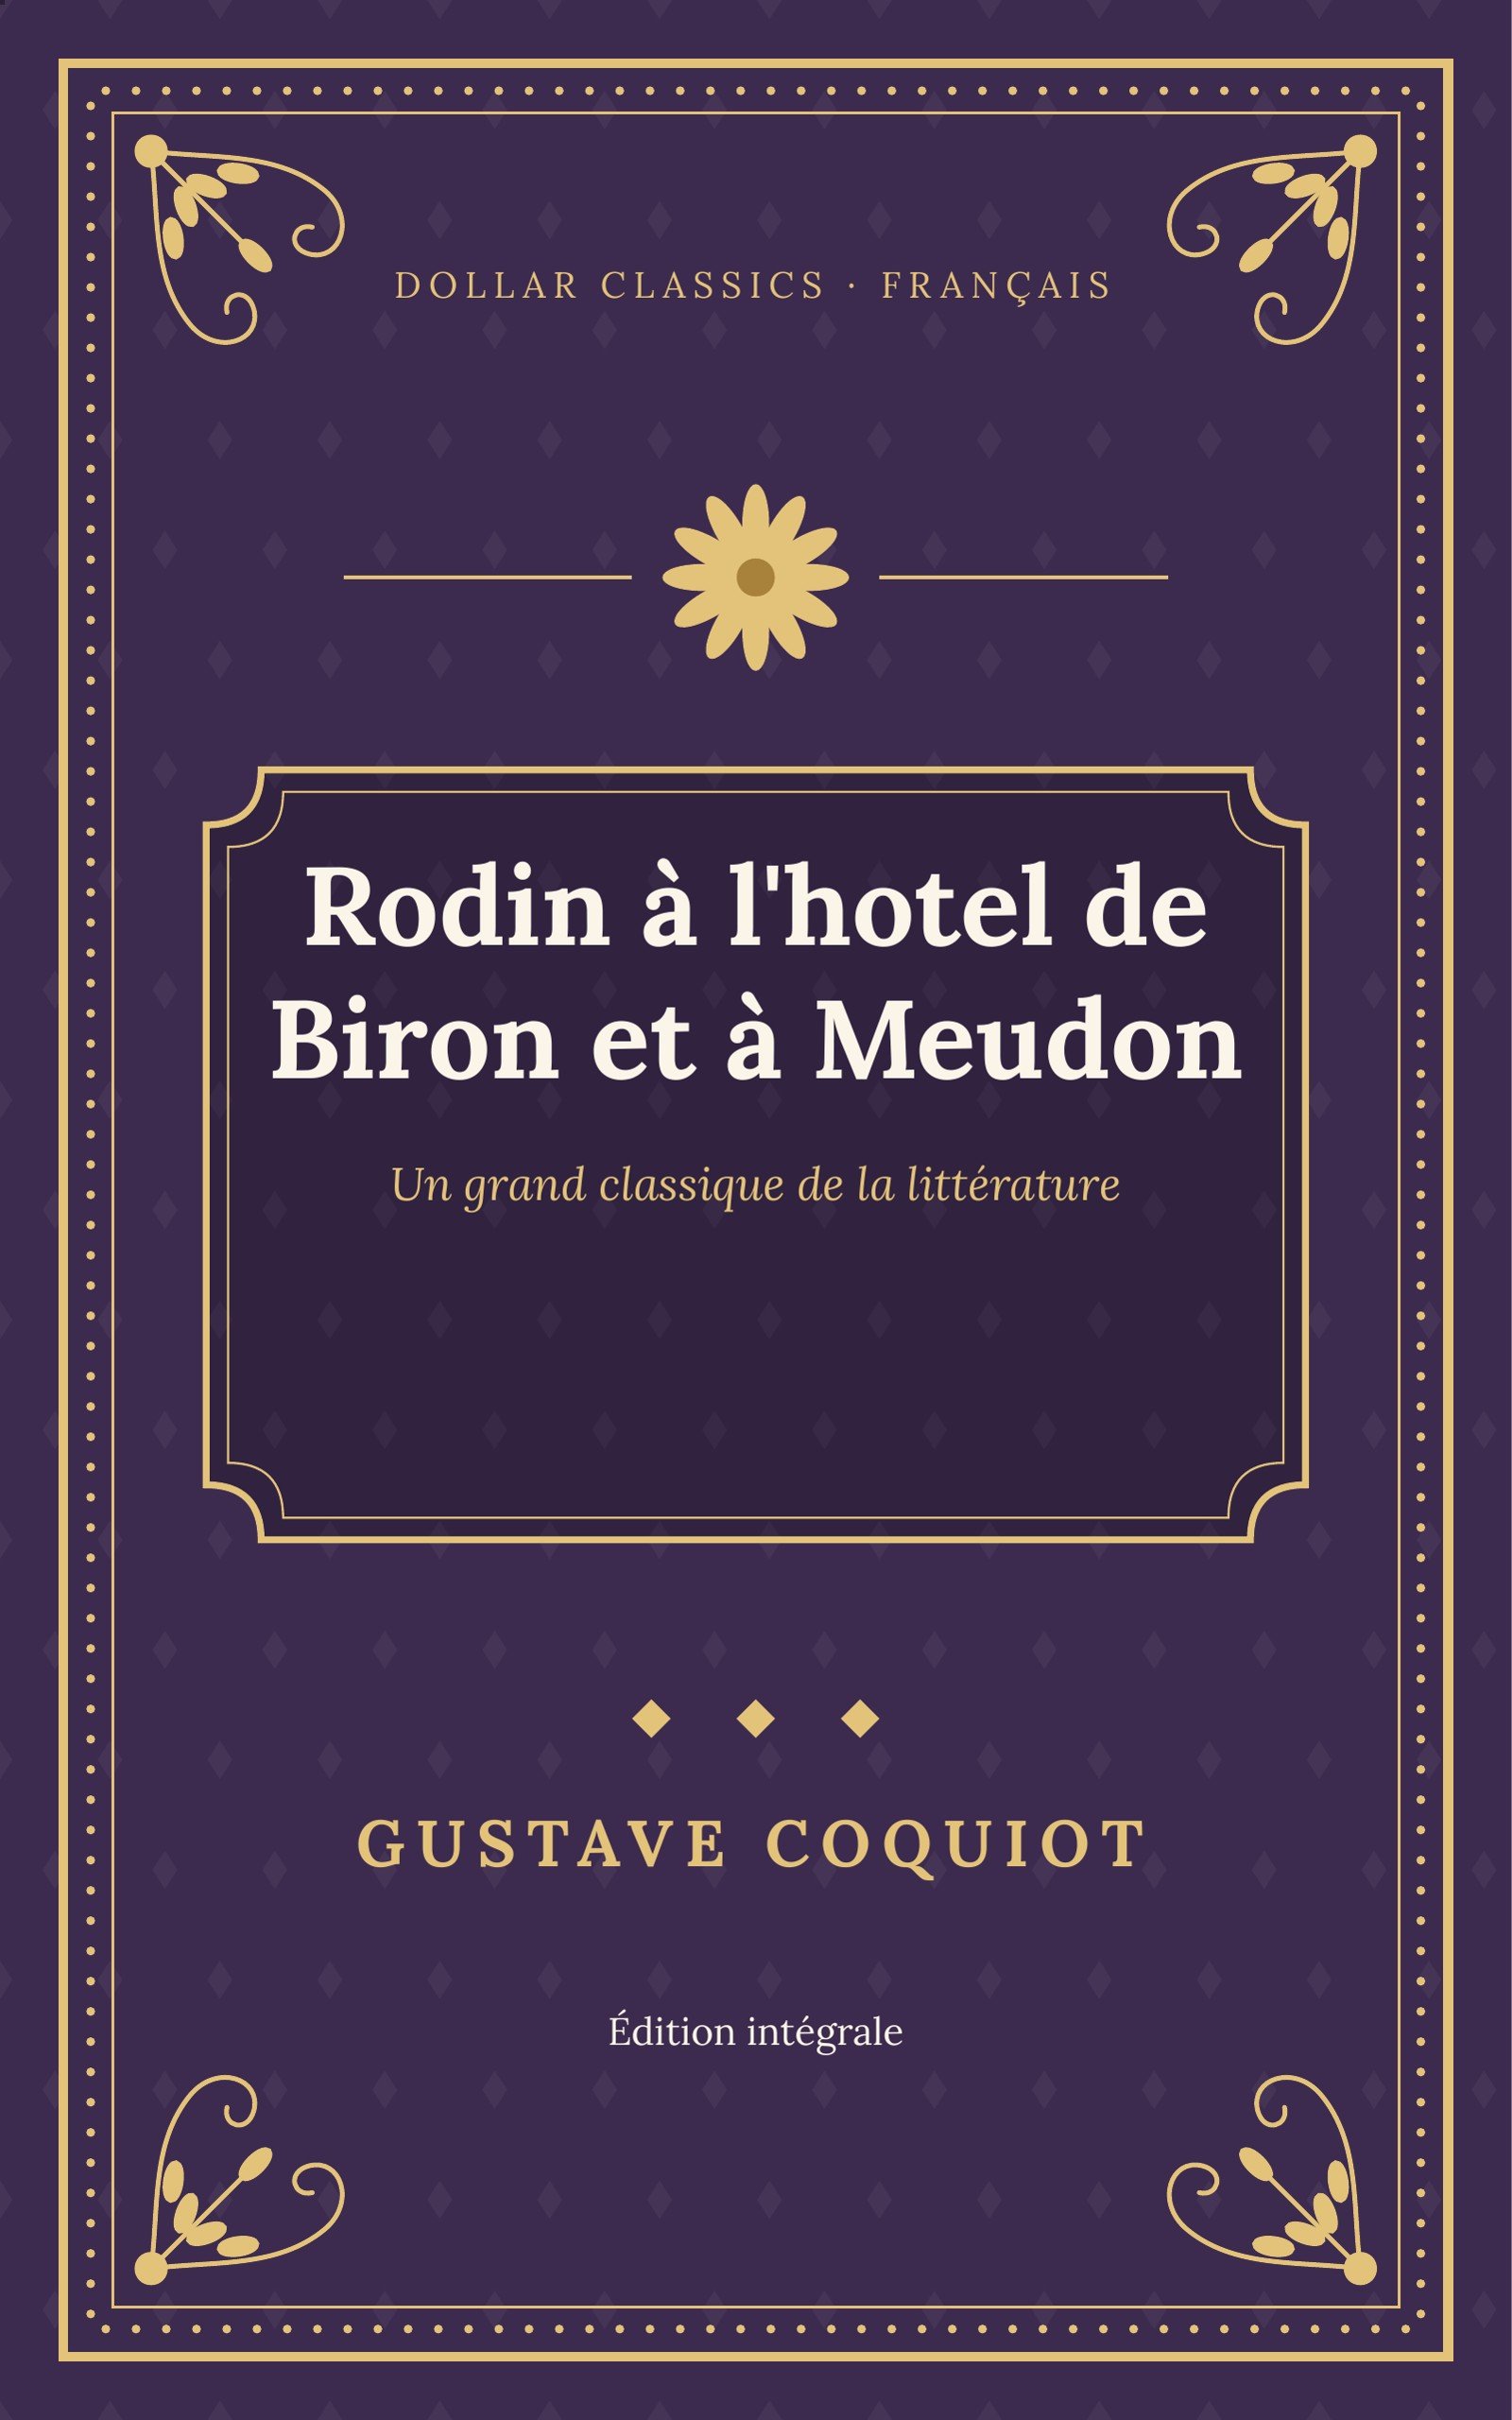 DOLLAR CLASSICS · FRANÇAIS
Rodin à l'hotel de
Biron et à Meudon
Un grand classique de la littérature
GUSTAVE COQUIOT
Édition intégrale